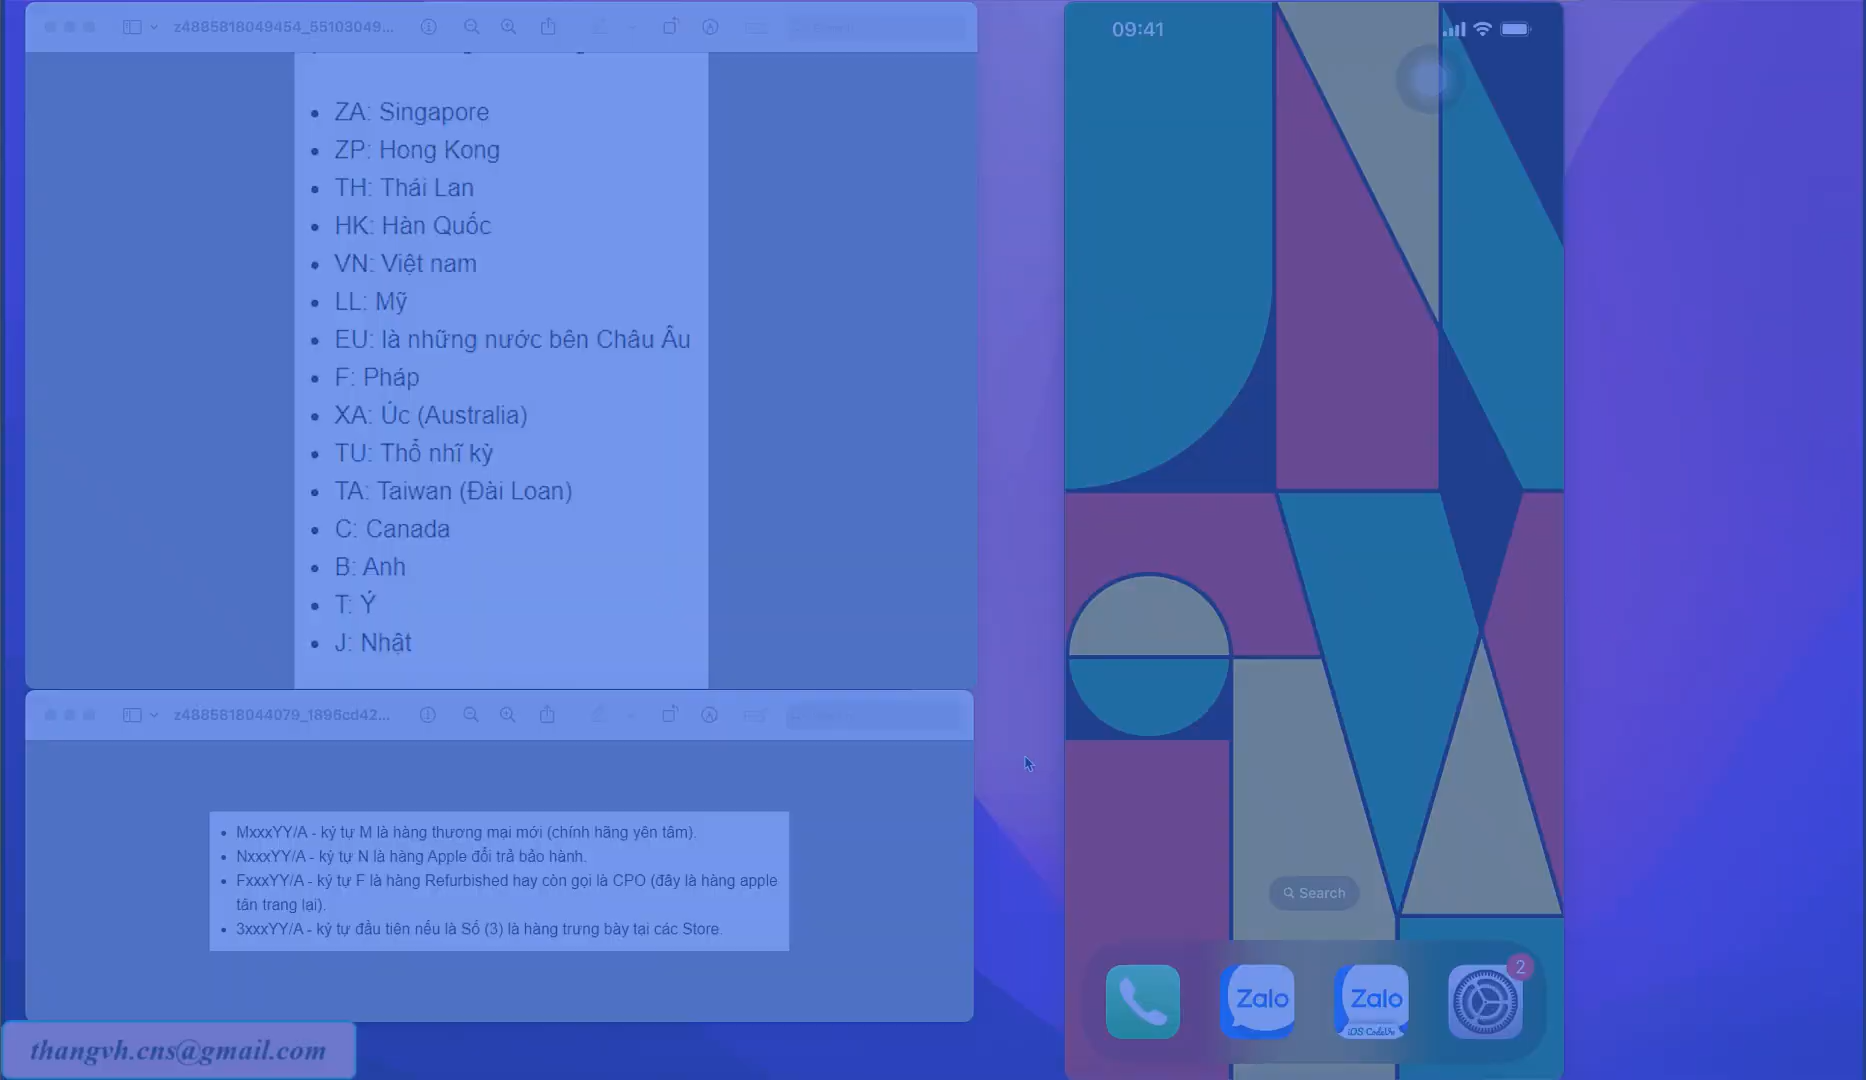 z4885818049454_55103049...
ZA: Singapore
ZP: Hong Kong
TH: Thái Lan
HK: Hàn Quốc
VN: Việt nam
LL: Mỹ
EU: là những nước bên Châu Âu
F: Pháp
XA: Úc (Australia)
TU: Thổ nhĩ kỳ
TA: Taiwan (Đài Loan)
C: Canada
B: Anh
T: Ý
J: Nhật
z4885818044079_1896cd42...
MxxxYY/A - ký tự M là hàng thương mại mới (chính hãng yên tâm).
NxxxYY/A - ký tự N là hàng Apple đổi trả bảo hành.
FxxxYY/A - ký tự F là hàng Refurbished hay còn gọi là CPO (đây là hàng apple
tân trang lại).
3xxxYY/A - ký tự đầu tiên nếu là Số (3) là hàng trưng bày tại các Store.
thangvh.cns@gmail.com
09:41
Search
Zalo
Zalo
iOS CodeVn
2